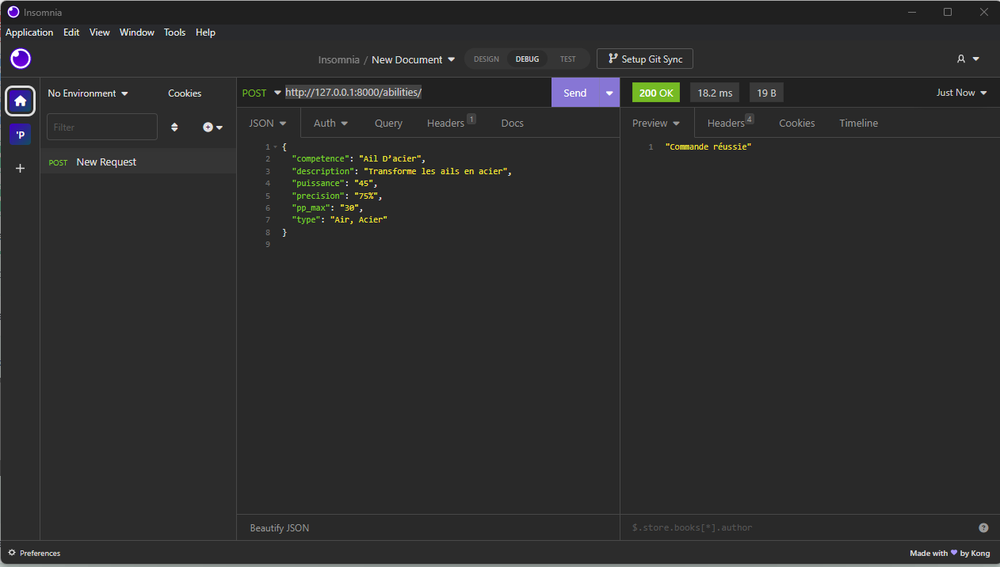 Insomnia
Application Edit View Window Tools Help
Insomnia / New Document DESIGN DEBUG TEST Setup Git Sync
No Environment Cookies
POST http://127.0.0.1:8000/abilities/ Send
200 OK 18.2 ms 19 B Just Now
Filter
JSON Auth Query Headers 1 Docs
Preview Headers 4 Cookies Timeline
'P
POST New Request
1 {
2 "competence": "Ail D’acier",
3 "description": "Transforme les ails en acier",
4 "puissance": "45",
5 "precision": "75%",
6 "pp_max": "30",
7 "type": "Air, Acier"
8 }
9
1 "Commande réussie"
Beautify JSON
$.store.books[*].author
?
Preferences
Made with ♥ by Kong